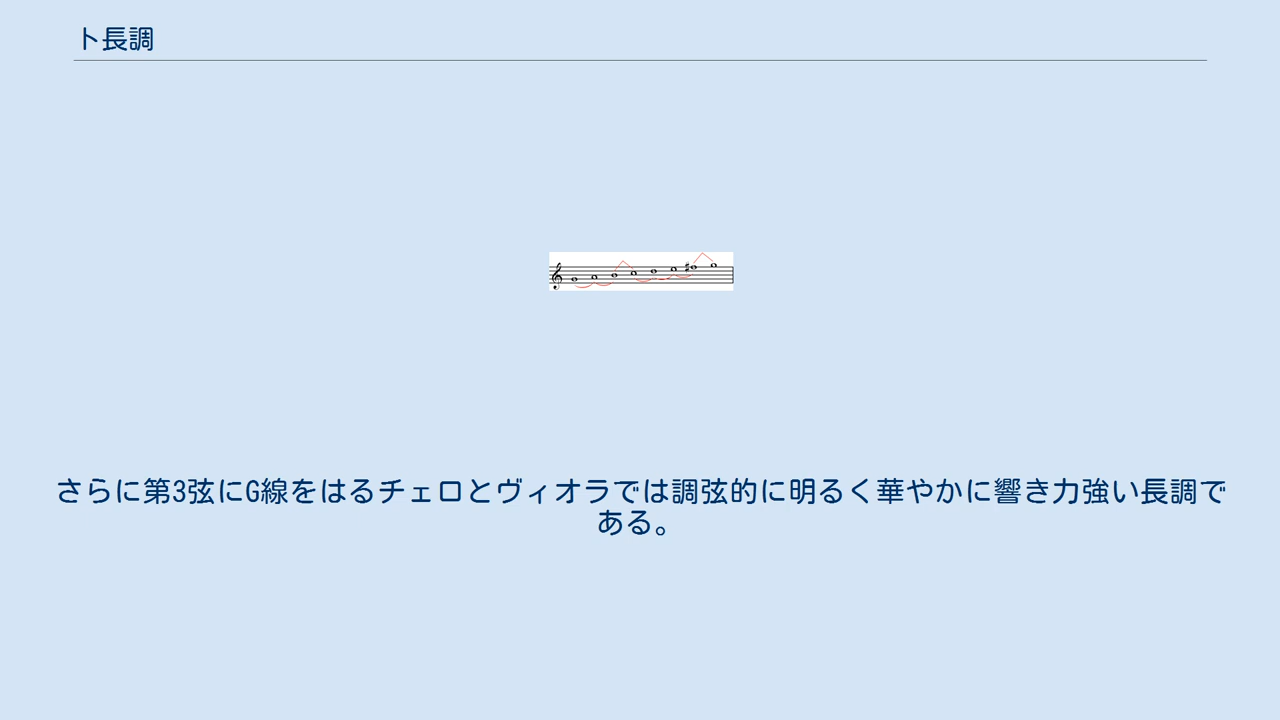 ト長調
さらに第3弦にG線をはるチェロとヴィオラでは調弦的に明るく華やかに響き力強い長調で
ある。